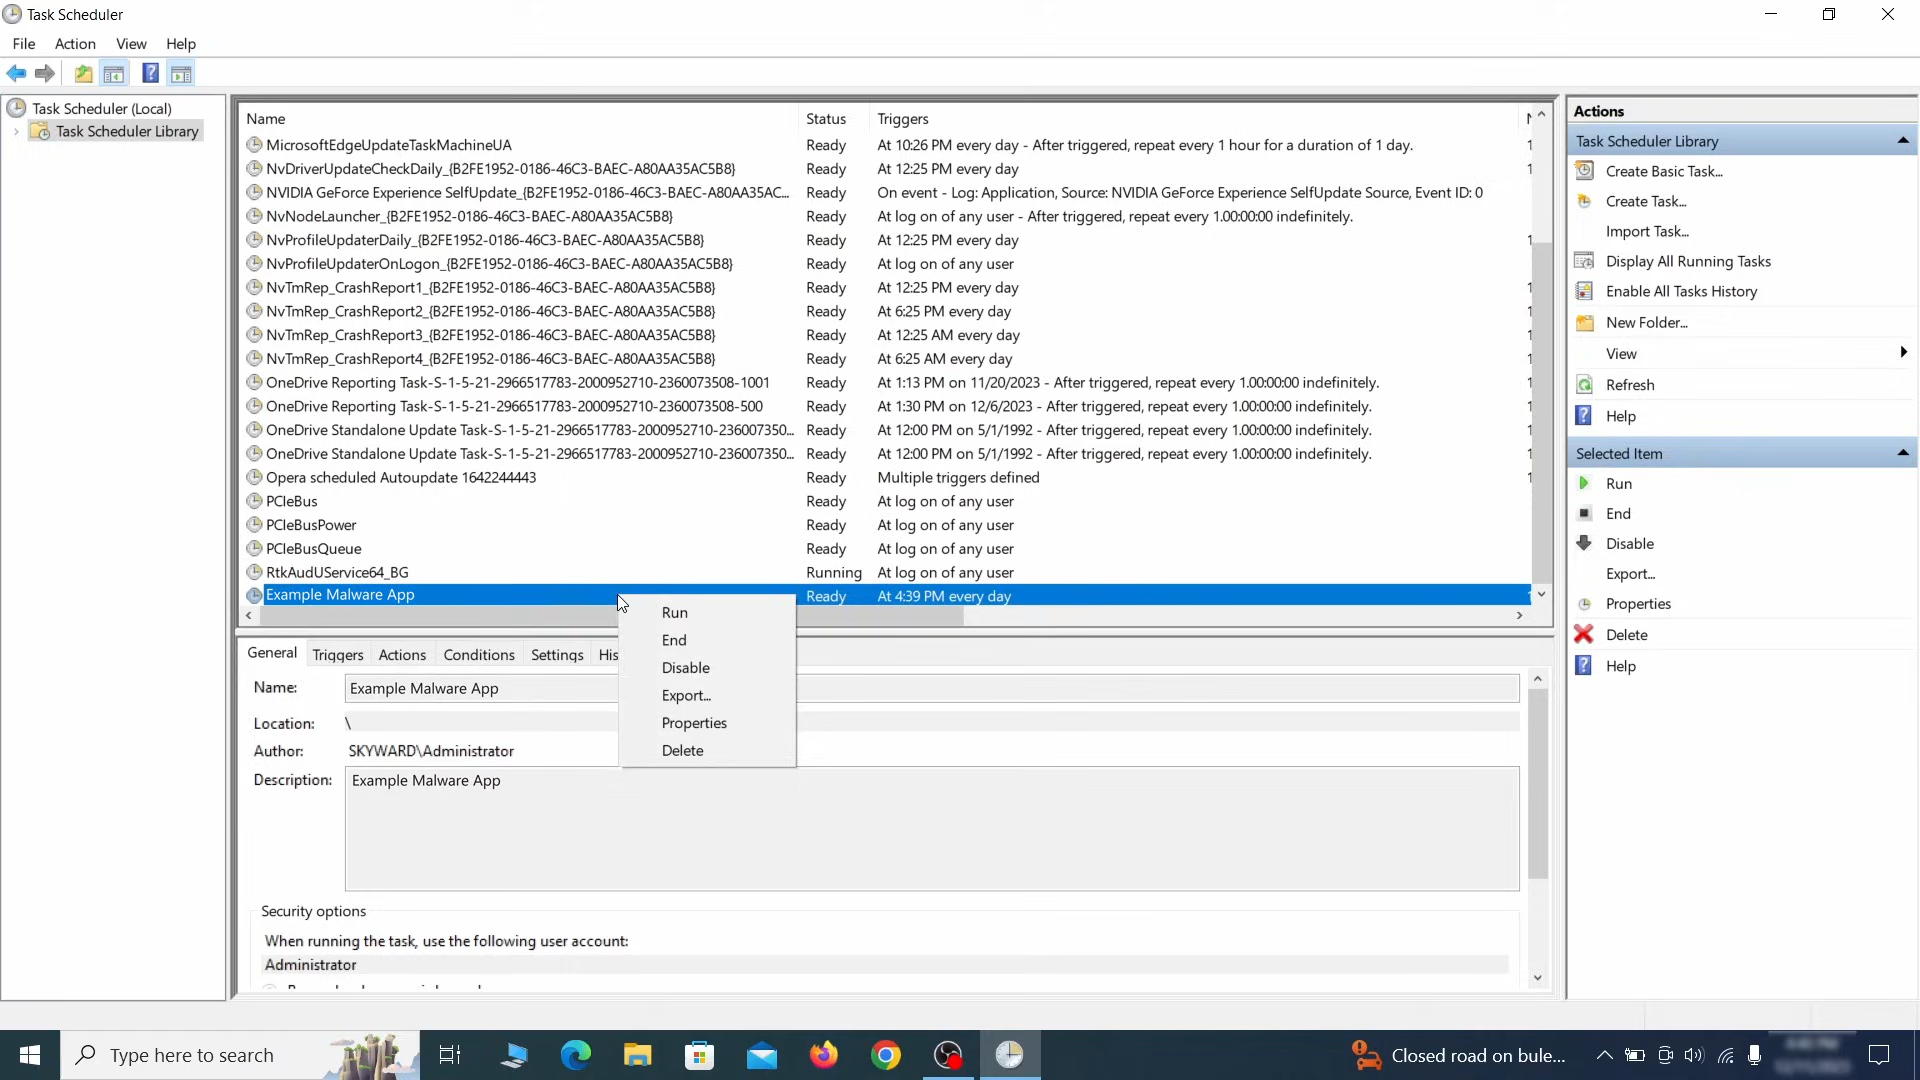 Task Scheduler
File Action View Help
Task Scheduler (Local)
Task Scheduler Library
Name Status Triggers
MicrosoftEdgeUpdateTaskMachineUA Ready At 10:26 PM every day - After triggered, repeat every 1 hour for a duration of 1 day.
NvDriverUpdateCheckDaily_{B2FE1952-0186-46C3-BAEC-A80AA35AC5B8} Ready At 12:25 PM every day
NVIDIA GeForce Experience SelfUpdate_{B2FE1952-0186-46C3-BAEC-A80AA35AC... Ready On event - Log: Application, Source: NVIDIA GeForce Experience SelfUpdate Source, Event ID: 0
NvNodeLauncher_{B2FE1952-0186-46C3-BAEC-A80AA35AC5B8} Ready At log on of any user - After triggered, repeat every 1.00:00:00 indefinitely.
NvProfileUpdaterDaily_{B2FE1952-0186-46C3-BAEC-A80AA35AC5B8} Ready At 12:25 PM every day
NvProfileUpdaterOnLogon_{B2FE1952-0186-46C3-BAEC-A80AA35AC5B8} Ready At log on of any user
NvTmRep_CrashReport1_{B2FE1952-0186-46C3-BAEC-A80AA35AC5B8} Ready At 12:25 PM every day
NvTmRep_CrashReport2_{B2FE1952-0186-46C3-BAEC-A80AA35AC5B8} Ready At 6:25 PM every day
NvTmRep_CrashReport3_{B2FE1952-0186-46C3-BAEC-A80AA35AC5B8} Ready At 12:25 AM every day
NvTmRep_CrashReport4_{B2FE1952-0186-46C3-BAEC-A80AA35AC5B8} Ready At 6:25 AM every day
OneDrive Reporting Task-S-1-5-21-2966517783-2000952710-2360073508-1001 Ready At 1:13 PM on 11/20/2023 - After triggered, repeat every 1.00:00:00 indefinitely.
OneDrive Reporting Task-S-1-5-21-2966517783-2000952710-2360073508-500 Ready At 1:30 PM on 12/6/2023 - After triggered, repeat every 1.00:00:00 indefinitely.
OneDrive Standalone Update Task-S-1-5-21-2966517783-2000952710-236007350... Ready At 12:00 PM on 5/1/1992 - After triggered, repeat every 1.00:00:00 indefinitely.
OneDrive Standalone Update Task-S-1-5-21-2966517783-2000952710-236007350... Ready At 12:00 PM on 5/1/1992 - After triggered, repeat every 1.00:00:00 indefinitely.
Opera scheduled Autoupdate 1642244443 Ready Multiple triggers defined
PCIeBus Ready At log on of any user
PCIeBusPower Ready At log on of any user
PCIeBusQueue Ready At log on of any user
RtkAudUService64_BG Running At log on of any user
Example Malware App Ready At 4:39 PM every day
Run
End
Disable
Export...
Properties
Delete
General Triggers Actions Conditions Settings His
Name: Example Malware App
Location: \
Author: SKYWARD\Administrator
Description: Example Malware App
Security options
When running the task, use the following user account:
Administrator
Actions
Task Scheduler Library
Create Basic Task...
Create Task...
Import Task...
Display All Running Tasks
Enable All Tasks History
New Folder...
View
Refresh
Help
Selected Item
Run
End
Disable
Export...
Properties
Delete
Help
Type here to search
Closed road on bule...